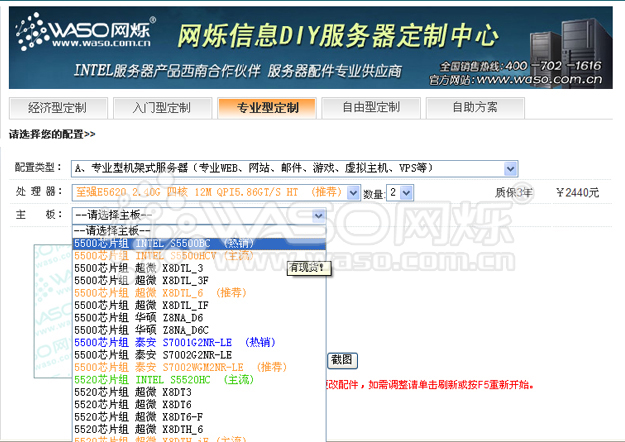 WASO网烁®
www.waso.com.cn
网烁信息DIY服务器定制中心
INTEL服务器产品西南合作伙伴 服务器配件专业供应商
全国销售热线:400-702-1616
官方网站:www.waso.com.cn
经济型定制 入门型定制 专业型定制 自由型定制 自助方案
请选择您的配置>>
配置类型: A、专业型机架式服务器（专业WEB、网站、邮件、游戏、虚拟主机、VPS等）
处 理 器: 至强E5620 2.40G 四核 12M QPI5.86GT/S HT （推荐） 数量: 2 质保3年 ￥2440元
主 板: --请选择主板--
--请选择主板--
5500芯片组 INTEL S5500BC （热销）
5500芯片组 INTEL S5500HCV （主流）
5500芯片组 超微 X8DTL_3
有现货!
5500芯片组 超微 X8DTL_3F
5500芯片组 超微 X8DTL_6 （推荐）
5500芯片组 超微 X8DTL_IF
5500芯片组 华硕 Z8NA_D6
5500芯片组 华硕 Z8NA_D6C
5500芯片组 泰安 S7001G2NR-LE （热销）
5500芯片组 泰安 S7002G2NR-LE
5500芯片组 泰安 S7002WGM2NR-LE （推荐）
截图
5520芯片组 INTEL S5520HC （主流）
更改配件，如需调整请单击刷新或按F5重新开始。
5520芯片组 超微 X8DT3
5520芯片组 超微 X8DT6
5520芯片组 超微 X8DT6-F
5520芯片组 超微 X8DTH_6
WASO网烁®
www.waso.com.cn